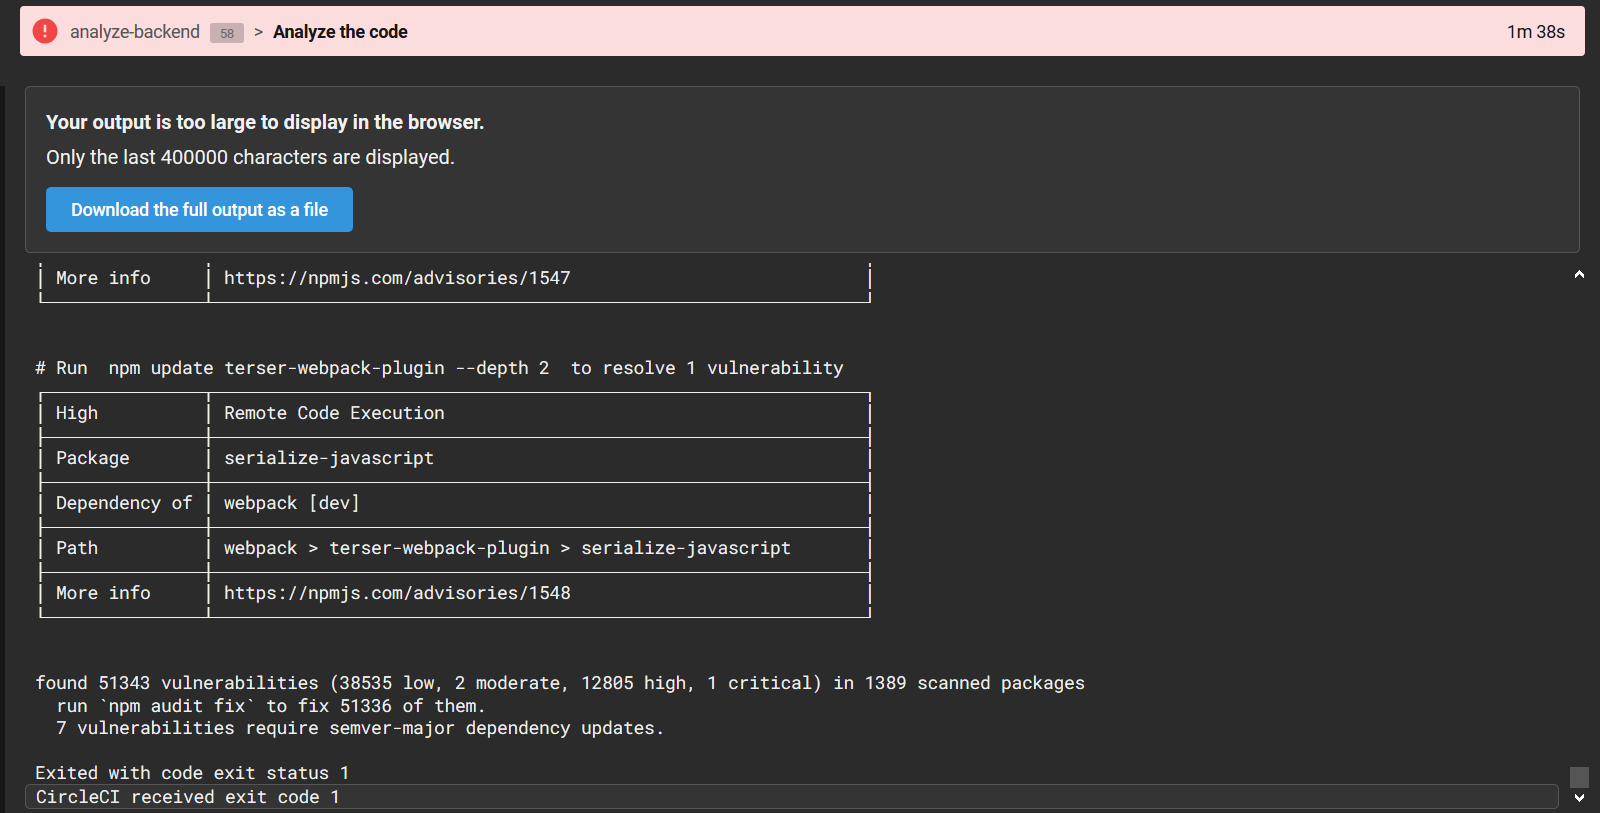 ! analyze-backend 58 > Analyze the code 1m 38s
Your output is too large to display in the browser.
Only the last 400000 characters are displayed.
Download the full output as a file
More info https://npmjs.com/advisories/1547
# Run  npm update terser-webpack-plugin --depth 2  to resolve 1 vulnerability
High Remote Code Execution
Package serialize-javascript
Dependency of webpack [dev]
Path webpack > terser-webpack-plugin > serialize-javascript
More info https://npmjs.com/advisories/1548
found 51343 vulnerabilities (38535 low, 2 moderate, 12805 high, 1 critical) in 1389 scanned packages
run `npm audit fix` to fix 51336 of them.
7 vulnerabilities require semver-major dependency updates.
Exited with code exit status 1
CircleCI received exit code 1